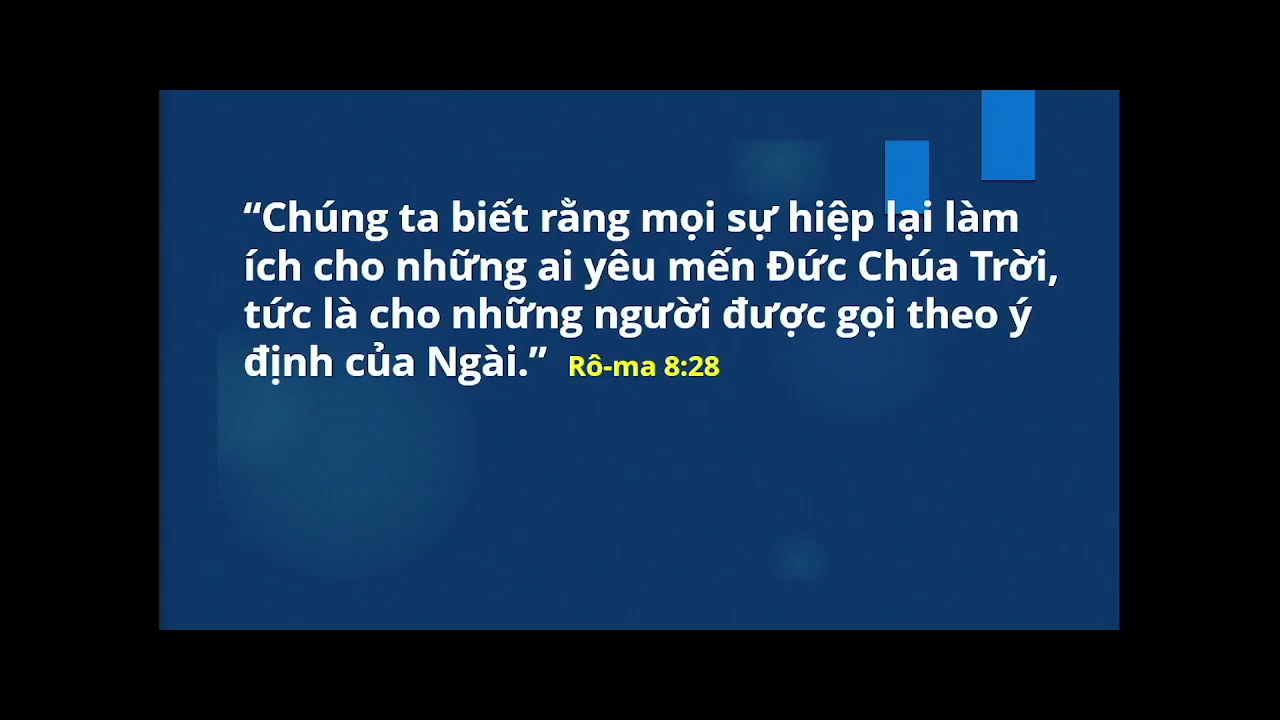 “Chúng ta biết rằng mọi sự hiệp lại làm
ích cho những ai yêu mến Đức Chúa Trời,
tức là cho những người được gọi theo ý
định của Ngài.” Rô-ma 8:28